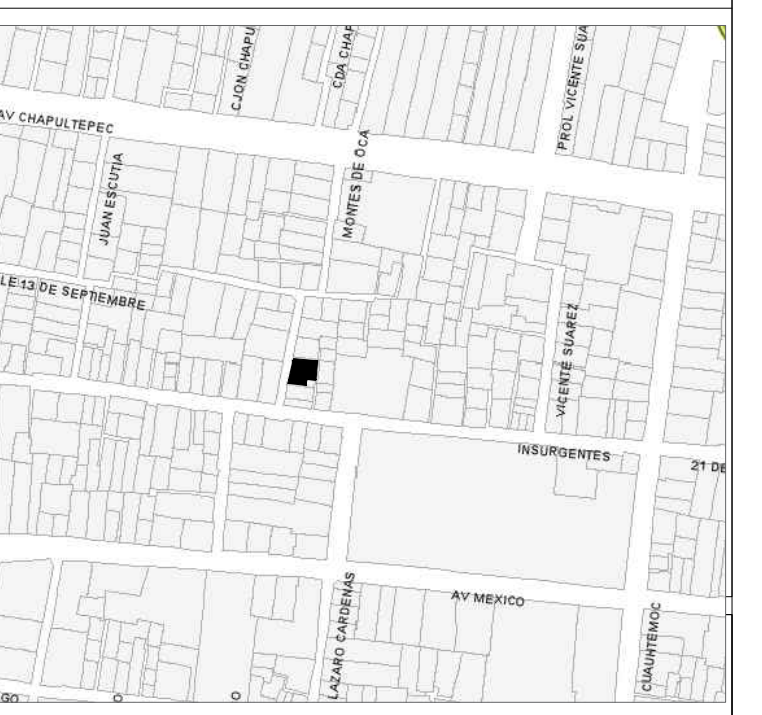 CJON CHAPU
CDA CHAP
PROL VICENTE SUA
AV CHAPULTEPEC
MONTES DE OCA
JUAN ESCUTIA
LE 13 DE SEPTIEMBRE
VICENTE SUAREZ
INSURGENTES
21 DE
AV MEXICO
LAZARO CARDENAS
CUAUHTEMOC
GO
O
O